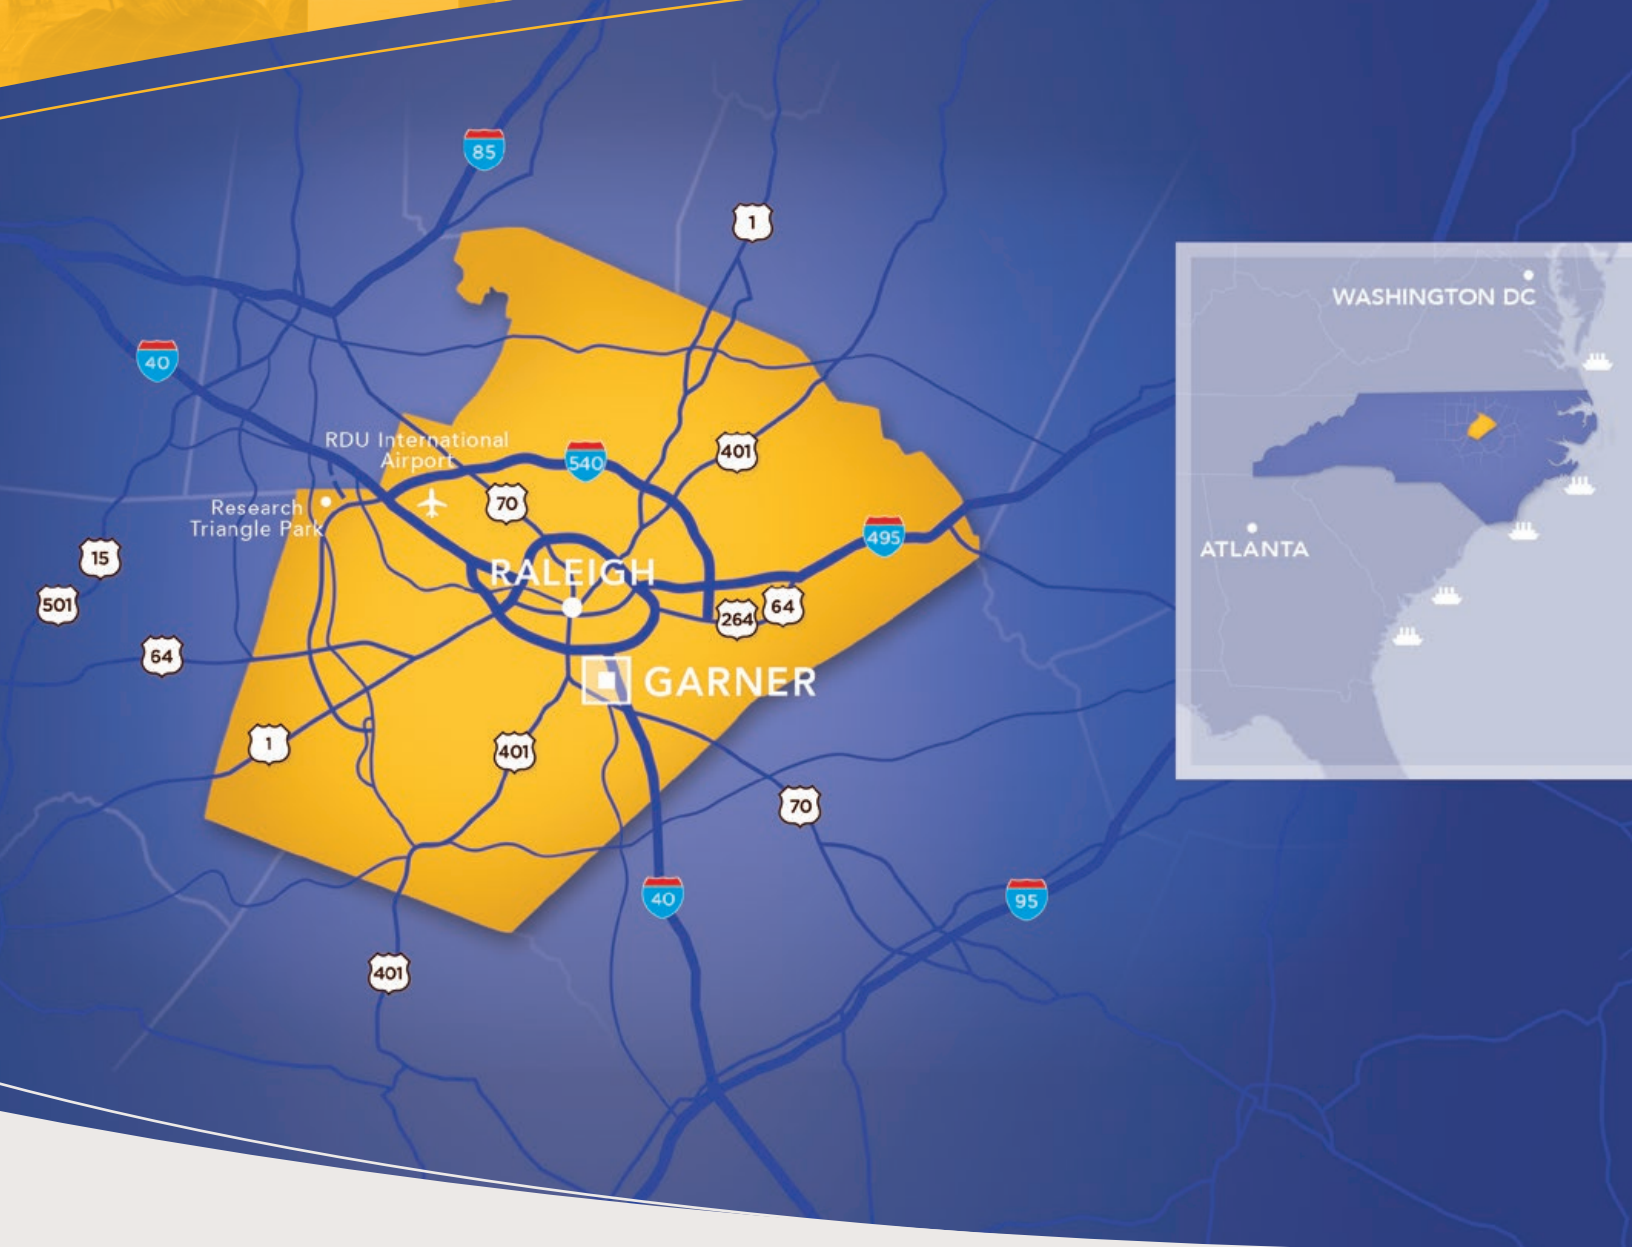 85
1
WASHINGTON DC
40
RDU International
Airport
401
540
70
Research
Triangle Park
495
ATLANTA
15
RALEIGH
501
264
64
64
GARNER
1
401
70
40
95
401